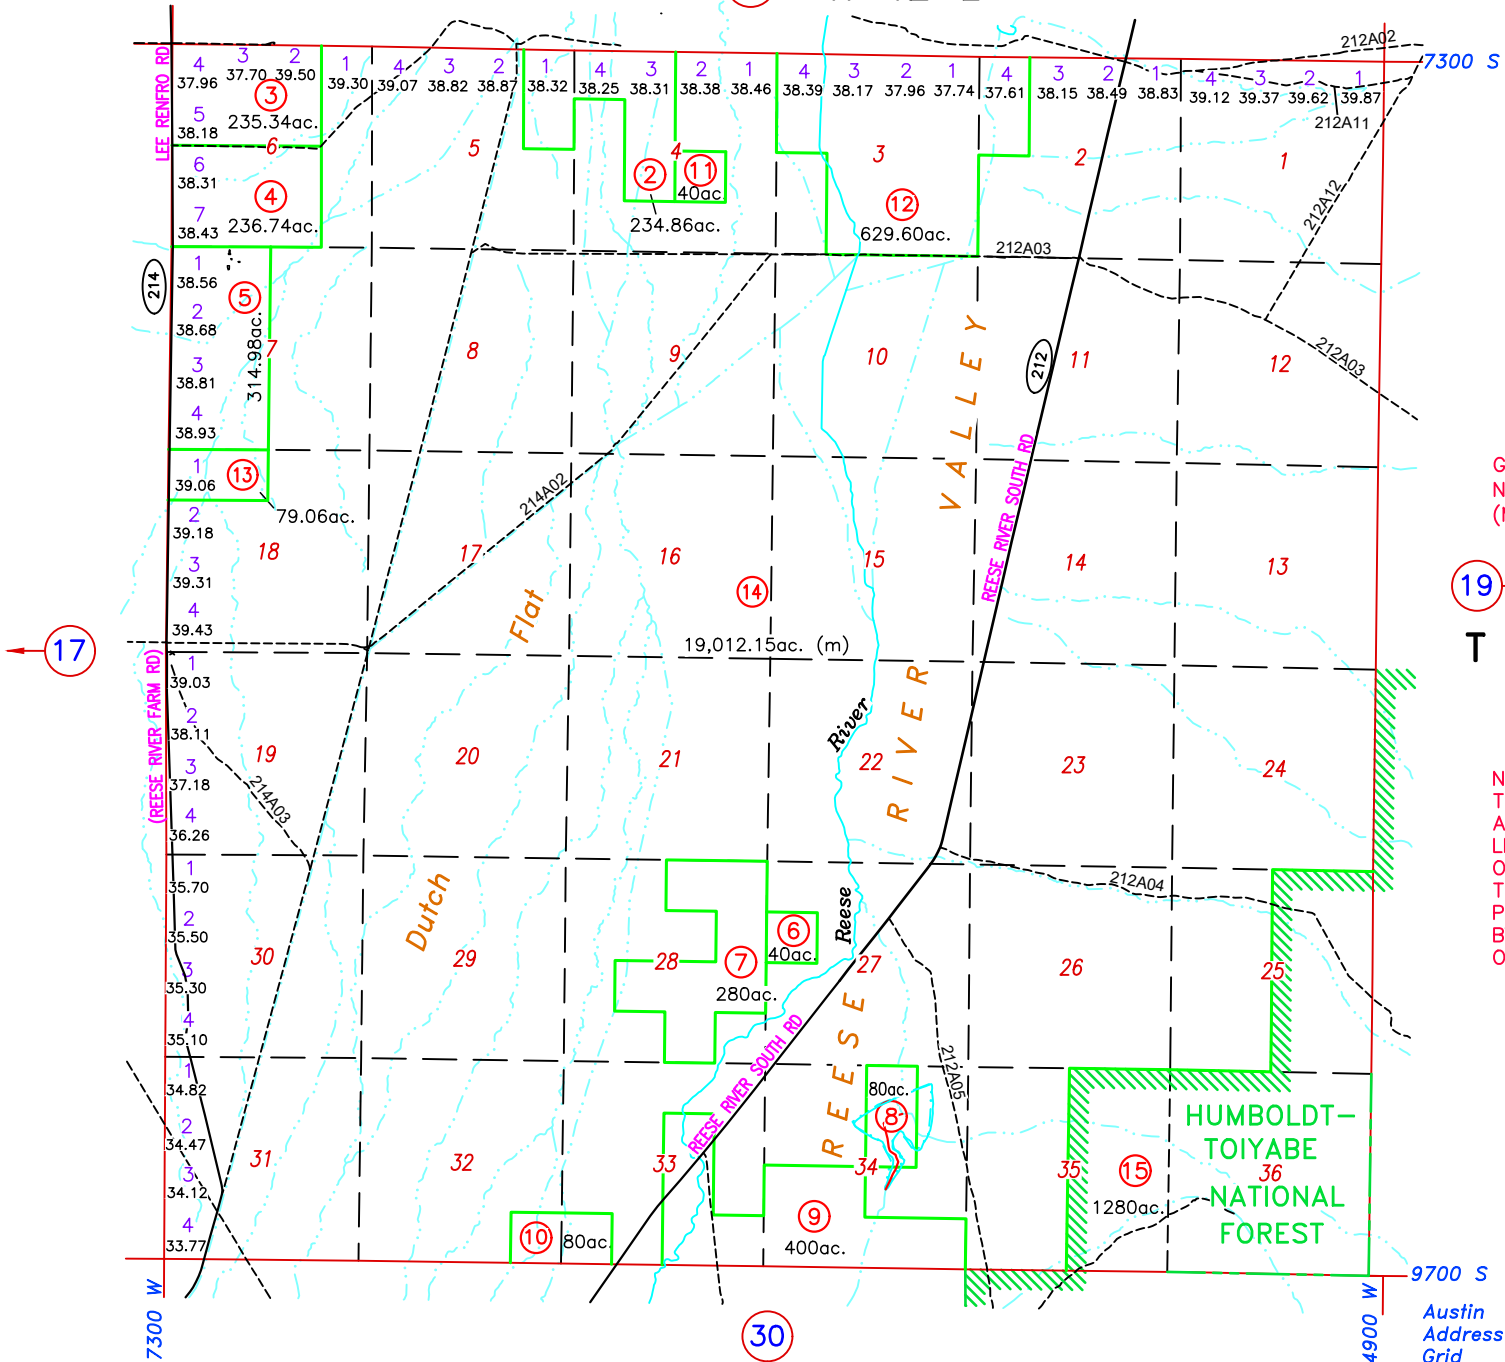 212A02
7300 S
4 3 2 1 4 3 2 1 4 3 2 1 4 3 2 1 4 3 2 1 4 3 2 1
37.96 37.70 39.50 39.30 39.07 38.82 38.87 38.32 38.25 38.31 38.38 38.46 38.39 38.17 37.96 37.74 37.61 38.15 38.49 38.83 39.12 39.37 39.62 39.87
LEE RENFRO RD
3
235.34ac.
5
38.18
6
212A11
5
4
3
2
1
6
38.31
4
236.74ac.
7
38.43
2
234.86ac.
11
40ac.
12
629.60ac.
212A03
212A12
214
1
38.56
5
2
38.68
314.98ac.
3
38.81
4
38.93
7
8
9
10
11
12
VALLEY
212
212A03
1
39.06
13
79.06ac.
2
39.18
3
39.31
4
39.43
18
17
16
15
14
13
214A02
Flat
14
19,012.15ac. (m)
REESE RIVER SOUTH RD
G
N
(
19
T
17
(REESE RIVER FARM RD)
1
39.03
2
38.11
3
37.18
4
36.26
19
20
21
22
23
24
214A03
River
RIVER
N
T
A
L
O
T
P
B
O
1
35.70
2
35.50
3
35.30
4
35.10
30
29
28
27
26
25
Dutch
6
40ac.
7
280ac.
Reese
212A04
REESE
REESE RIVER SOUTH RD
212A05
1
34.82
2
34.47
3
34.12
4
33.77
31
32
33
34
35
36
80ac.
8
9
400ac.
10
80ac.
15
1280ac.
HUMBOLDT-
TOIYABE
NATIONAL
FOREST
9700 S
7300 W
30
4900 W
Austin
Address
Grid